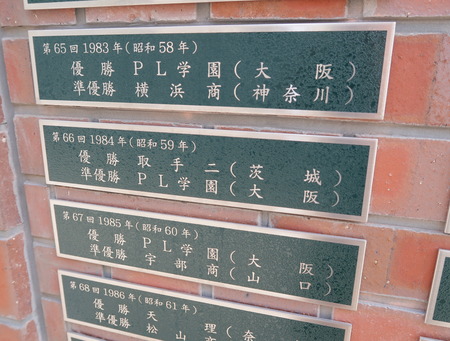 第65回1983年(昭和58年)
優勝 PL学園(大阪)
準優勝 横浜商(神奈川)
第66回1984年(昭和59年)
優勝 取手二(茨城)
準優勝 PL学園(大阪)
第67回1985年(昭和60年)
優勝 PL学園(大阪)
準優勝 宇部商(山口)
第68回1986年(昭和61年)
優勝 天理(奈
準優勝 松山商